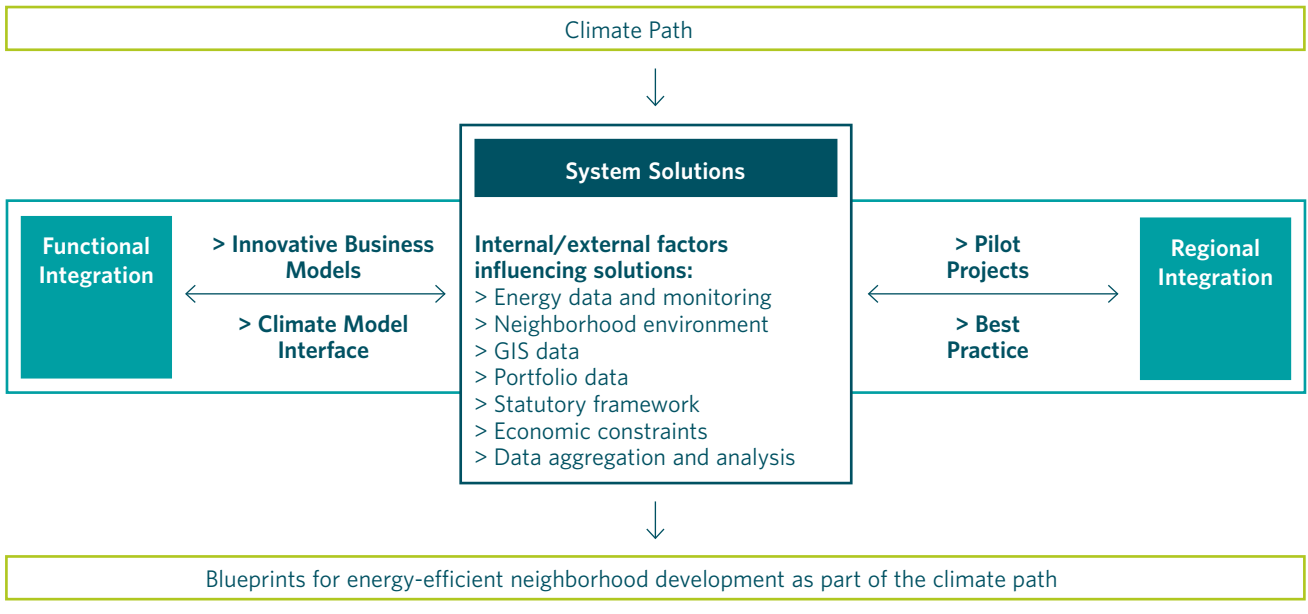 Climate Path
System Solutions
Functional
Integration
> Innovative Business
Models
> Climate Model
Interface
Internal/external factors
influencing solutions:
> Energy data and monitoring
> Neighborhood environment
> GIS data
> Portfolio data
> Statutory framework
> Economic constraints
> Data aggregation and analysis
> Pilot
Projects
> Best
Practice
Regional
Integration
Blueprints for energy-efficient neighborhood development as part of the climate path